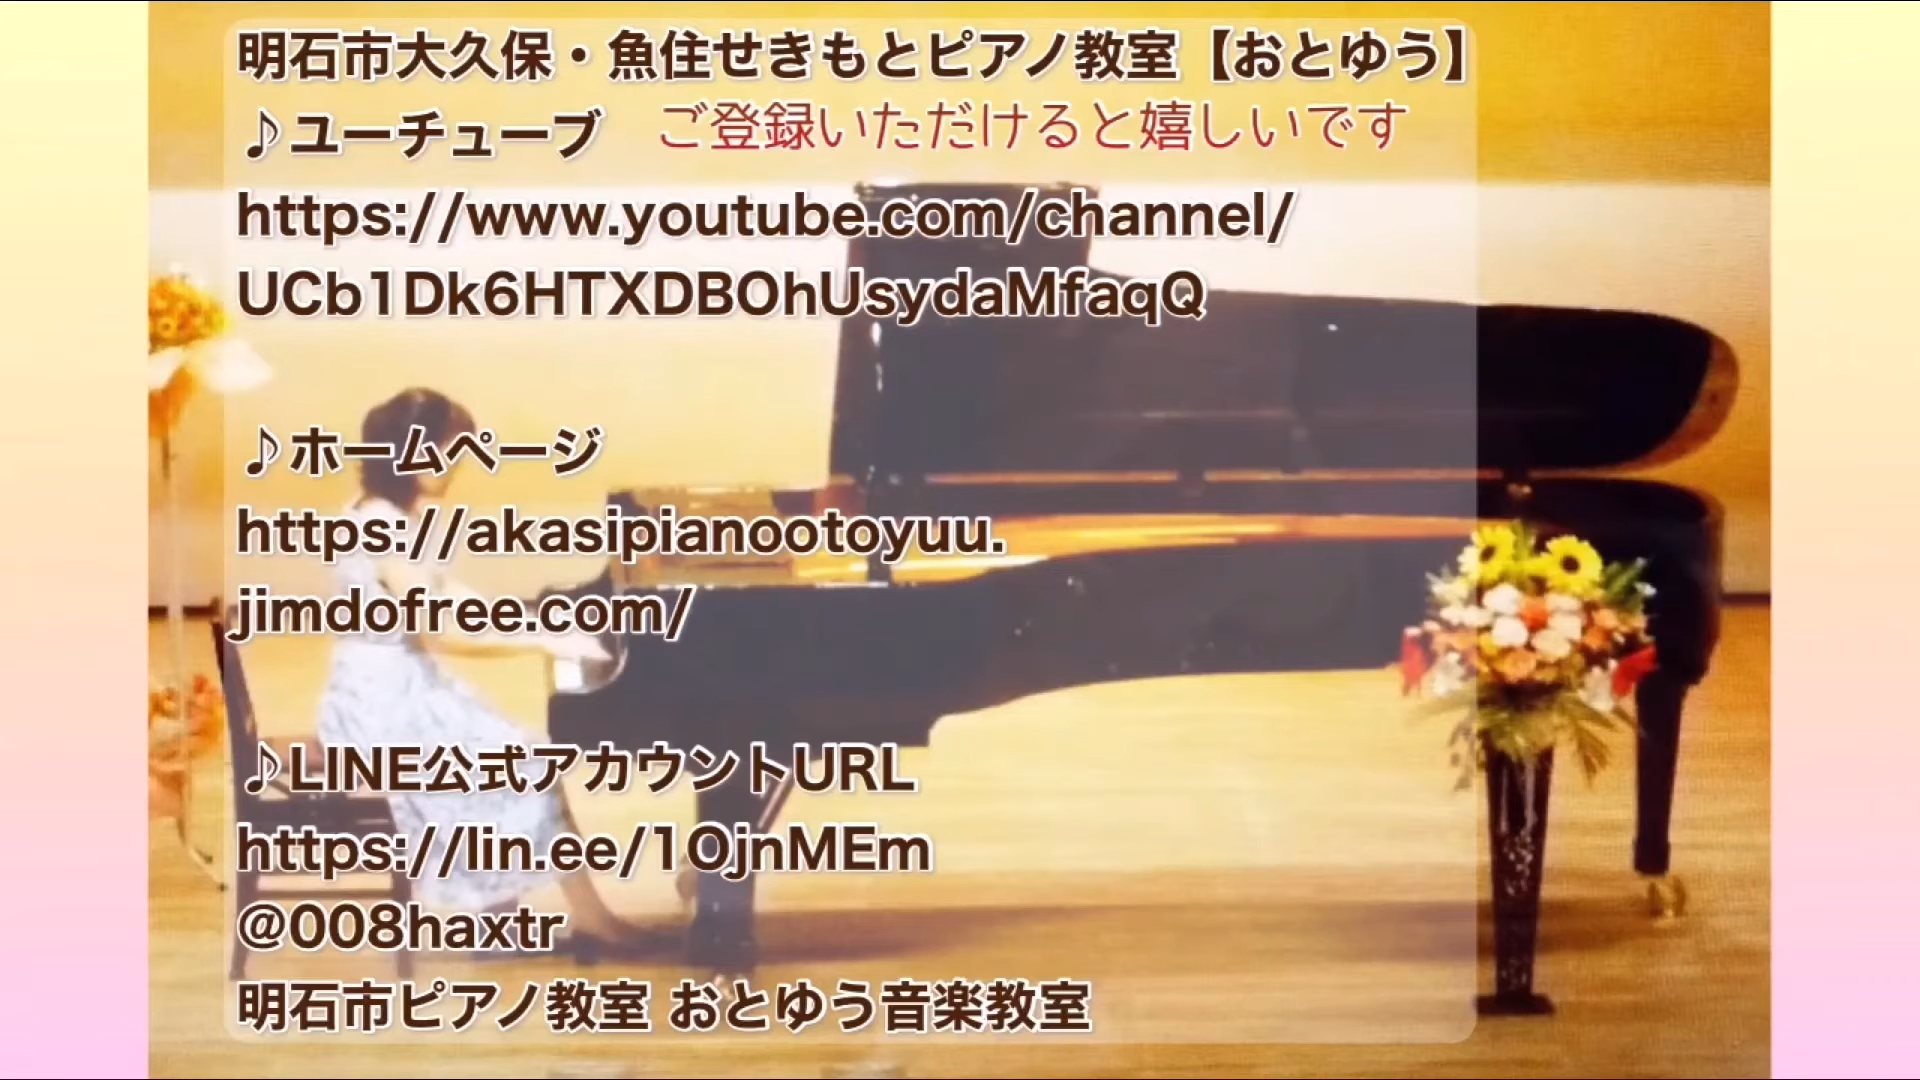 明石市大久保・魚住せきもとピアノ教室【おとゆう】
♪ユーチューブ ご登録いただけると嬉しいです
https://www.youtube.com/channel/
UCb1Dk6HTXDBOhUsydaMfaqQ
♪ホームページ
https://akasipianootoyuu.
jimdofree.com/
♪LINE公式アカウントURL
https://lin.ee/1OjnMEm
@008haxtr
明石市ピアノ教室 おとゆう音楽教室